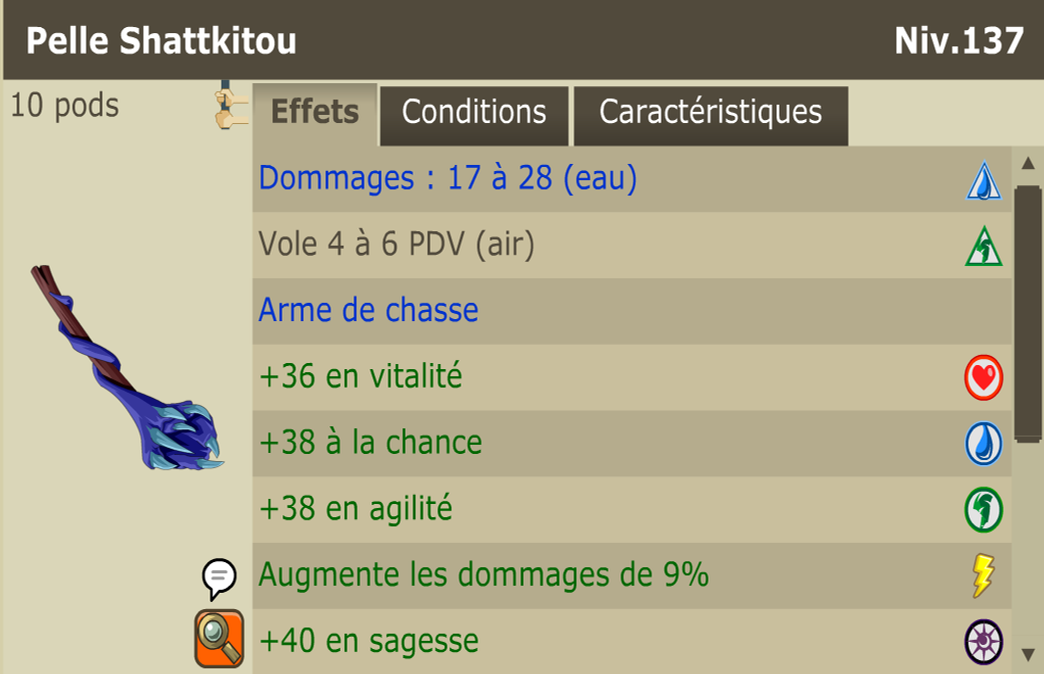 Pelle Shattkitou
Niv.137
10 pods
Effets
Conditions
Caractéristiques
Dommages : 17 à 28 (eau)
Vole 4 à 6 PDV (air)
Arme de chasse
+36 en vitalité
+38 à la chance
+38 en agilité
Augmente les dommages de 9%
+40 en sagesse